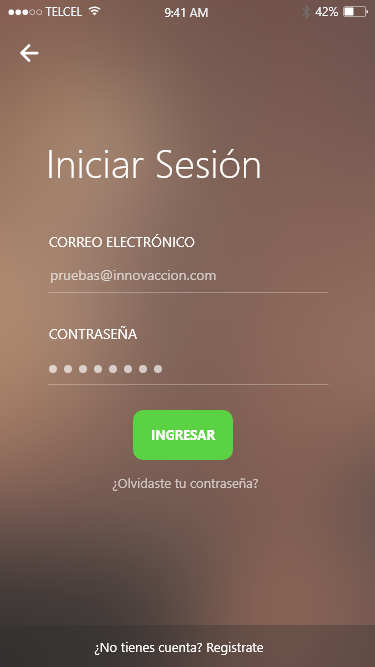 TELCEL 9:41 AM 42%
Iniciar Sesión
CORREO ELECTRÓNICO
pruebas@innovaccion.com
CONTRASEÑA
INGRESAR
¿Olvidaste tu contraseña?
¿No tienes cuenta? Registrate